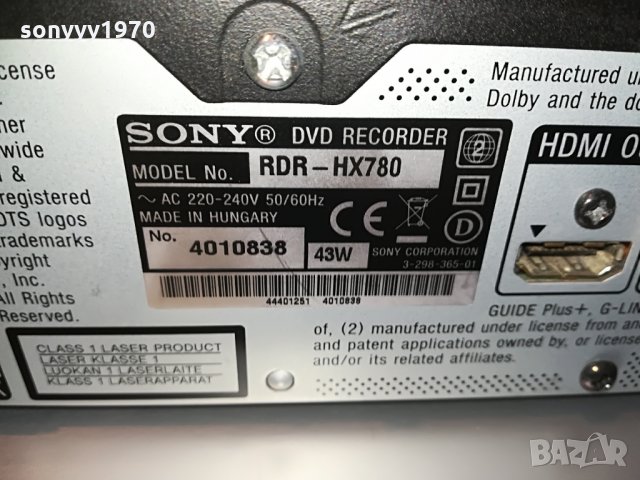 sonyvvy1970
icense
ner
wide
&
registered
DTS logos
trademarks
pyright
, Inc.
All Rights
Reserved.
Manufactured u
Dolby and the do
SONY® DVD RECORDER
MODEL No. RDR-HX780
~ AC 220-240V 50/60Hz
MADE IN HUNGARY
No. 4010838
43W
CE
2
D
SONY CORPORATION
3-298-365-01
44401251 4010838
HDMI O
CLASS 1 LASER PRODUCT
LASER KLASSE 1
LUOKAN 1 LASERLAITE
KLASS 1 LASERAPPARAT
GUIDE Plus+, G-LIN
of, (2) manufactured under license from
and patent applications owned by, or license
and/or its related affiliates.
BAZAR